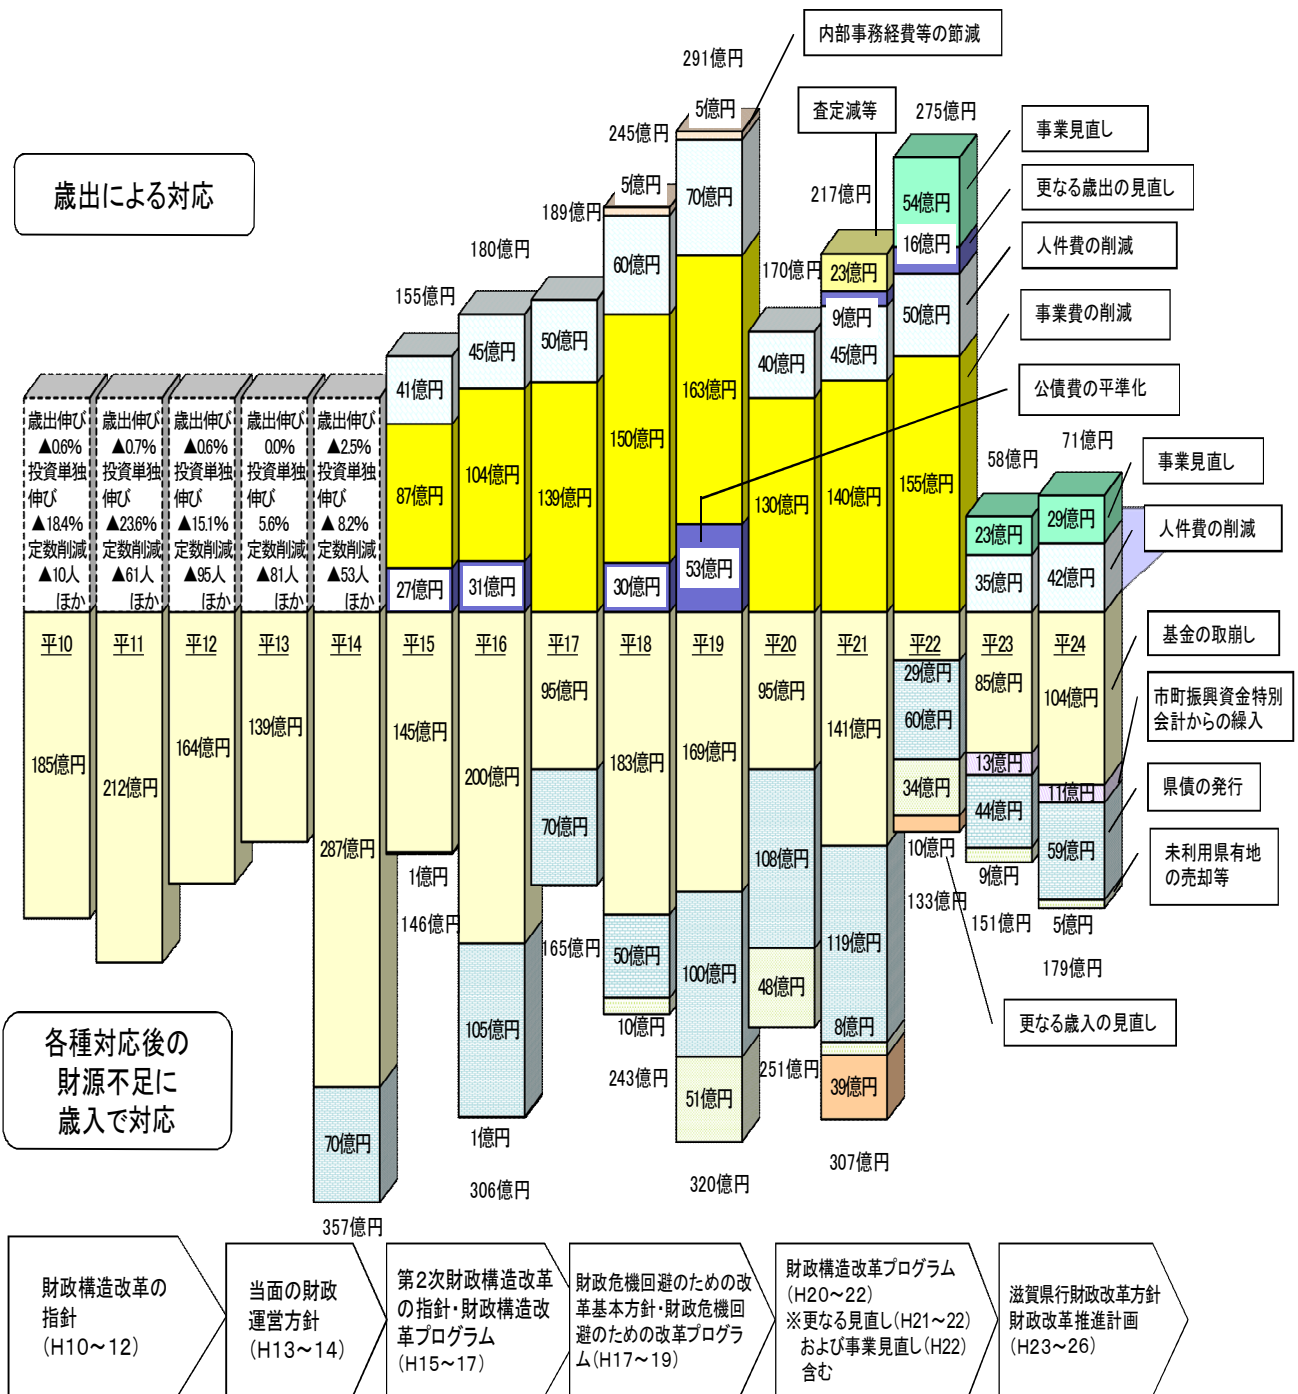 内部事務経費等の節減
291億円
5億円
査定減等
275億円
245億円
事業見直し
歳出による対応
5億円
70億円
54億円
更なる歳出の見直し
189億円
217億円
16億円
180億円
60億円
170億円
23億円
人件費の削減
155億円
45億円
50億円
9億円
50億円
事業費の削減
41億円
163億円
40億円
45億円
公債費の平準化
歳出伸び
▲0.6%
投資単独
伸び
▲18.4%
定数削減
▲10人
ほか
歳出伸び
▲0.7%
投資単独
伸び
▲23.6%
定数削減
▲61人
ほか
歳出伸び
▲0.6%
投資単独
伸び
▲15.1%
定数削減
▲95人
ほか
歳出伸び
0.0%
投資単独
伸び
5.6%
定数削減
▲81人
ほか
歳出伸び
▲2.5%
投資単独
伸び
▲8.2%
定数削減
▲53人
ほか
87億円
104億円
139億円
150億円
130億円
140億円
155億円
58億円
71億円
事業見直し
27億円
31億円
30億円
53億円
23億円
29億円
人件費の削減
35億円
42億円
平10
平11
平12
平13
平14
平15
平16
平17
平18
平19
平20
平21
平22
平23
平24
基金の取崩し
185億円
212億円
164億円
139億円
287億円
145億円
200億円
95億円
183億円
169億円
95億円
141億円
29億円
85億円
104億円
市町振興資金特別
会計からの繰入
60億円
13億円
11億円
県債の発行
34億円
44億円
59億円
未利用県有地
の売却等
70億円
108億円
10億円
9億円
5億円
1億円
146億円
165億円
50億円
100億円
48億円
119億円
133億円
151億円
179億円
105億円
10億円
8億円
更なる歳入の見直し
各種対応後の
財源不足に
歳入で対応
243億円
251億円
51億円
39億円
70億円
1億円
306億円
320億円
307億円
357億円
財政構造改革の
指針
(H10～12)
当面の財政
運営方針
(H13～14)
第2次財政構造改革
の指針・財政構造改
革プログラム
(H15～17)
財政危機回避のための改
革基本方針・財政危機回
避のための改革プログラ
ム(H17～19)
財政構造改革プログラム
(H20～22)
※更なる見直し(H21～22)
および事業見直し(H22)
含む
滋賀県行財政改革方針
財政改革推進計画
(H23～26)